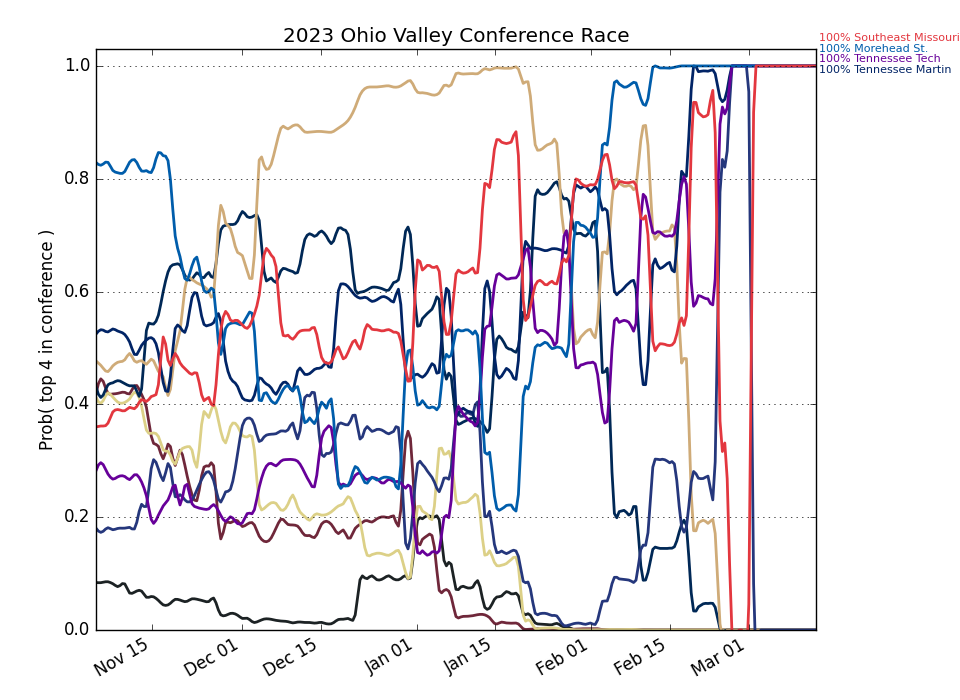 2023 Ohio Valley Conference Race
100% Southeast Missouri
100% Morehead St.
100% Tennessee Tech
100% Tennessee Martin
Prob( top 4 in conference )
1.0
0.8
0.6
0.4
0.2
0.0
Nov 15
Dec 01
Dec 15
Jan 01
Jan 15
Feb 01
Feb 15
Mar 01